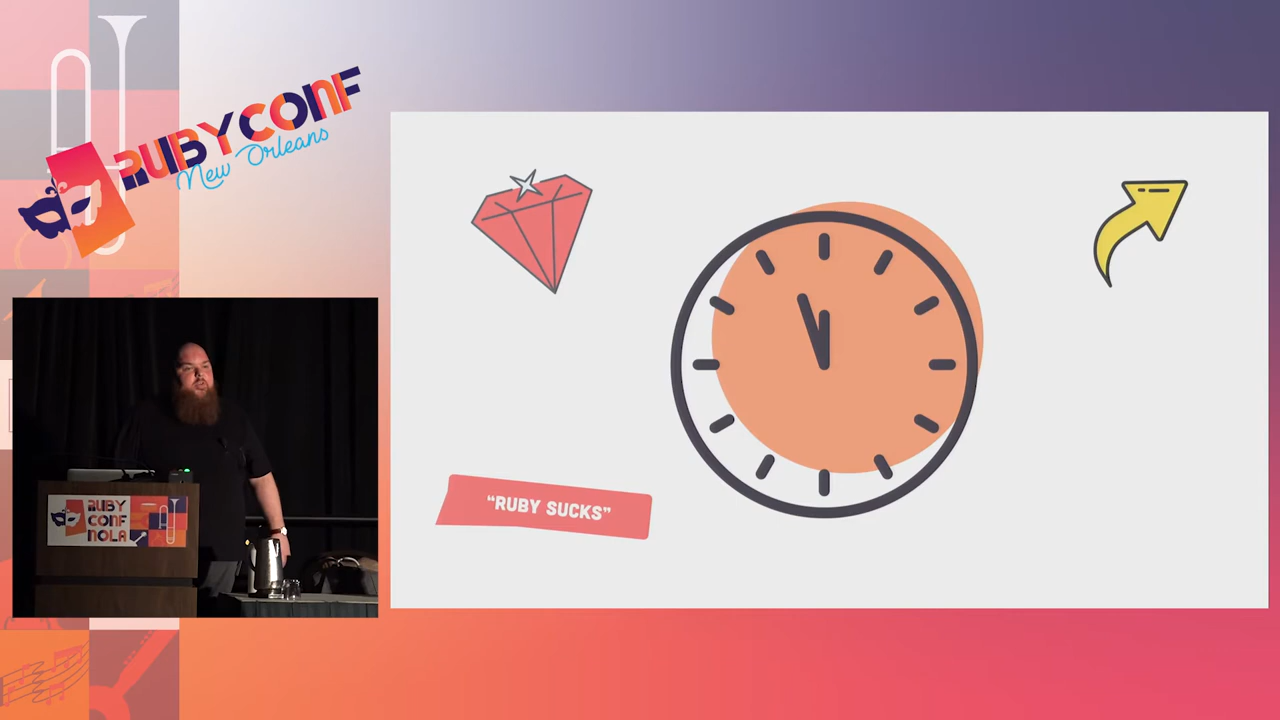 RUBYCONF
New Orleans
RUBY
CONF
NOLA
"RUBY SUCKS"